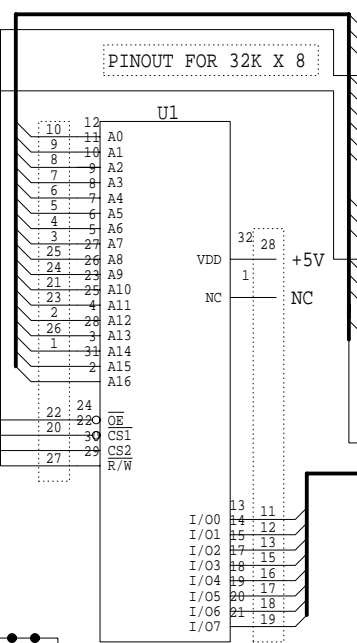 PINOUT FOR 32K X 8
U1
12
10 11 A0
9 10 A1
8 9 A2
7 8 A3
6 7 A4
5 6 A5
4 5 A6
3 27 A7
25 26 A8
24 23 A9
21 25 A10
23 4 A11
2 28 A12
26 3 A13
1 31 A14
2 A15
A16
VDD 32 28 +5V
NC 1 NC
24
22 22 OE
20 30 CS1
29 CS2
27 R/W
13
I/O0 14 11
I/O1 15 12
I/O2 17 13
I/O3 18 15
I/O4 19 16
I/O5 20 17
I/O6 21 18
I/O7 19